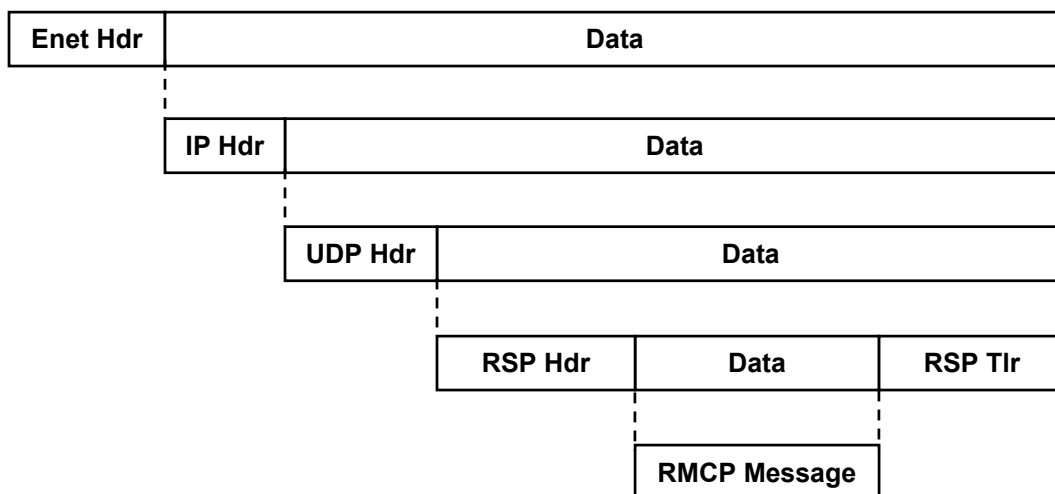 Enet Hdr Data
IP Hdr Data
UDP Hdr Data
RSP Hdr Data RSP Tlr
RMCP Message